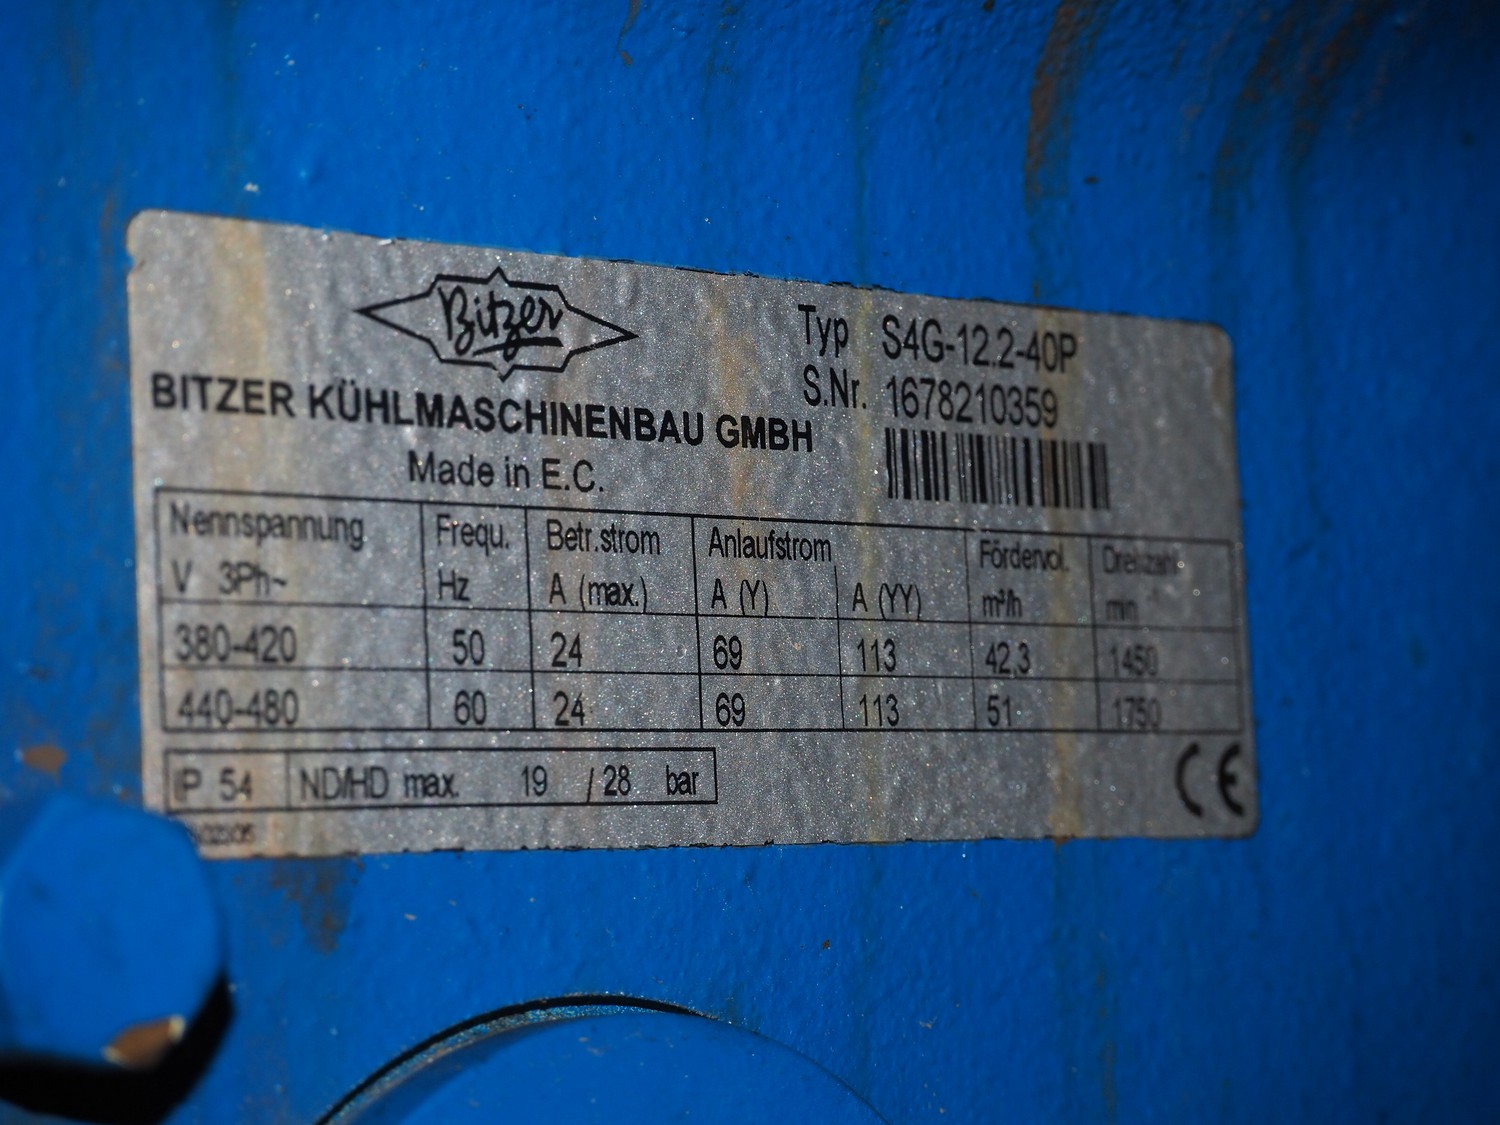 Bitzer
Typ S4G-12.2-40P
S.Nr. 1678210359
BITZER KÜHLMASCHINENBAU GMBH
Made in E.C.
Nennspannung Frequ. Betr.strom Anlaufstrom Fördervol. Drehzahl
V 3Ph~ Hz A (max.) A (Y) A (YY) m³/h min
380-420 50 24 69 113 42,3 1450
440-480 60 24 69 113 51 1750
IP 54 ND/HD max. 19 / 28 bar
CE